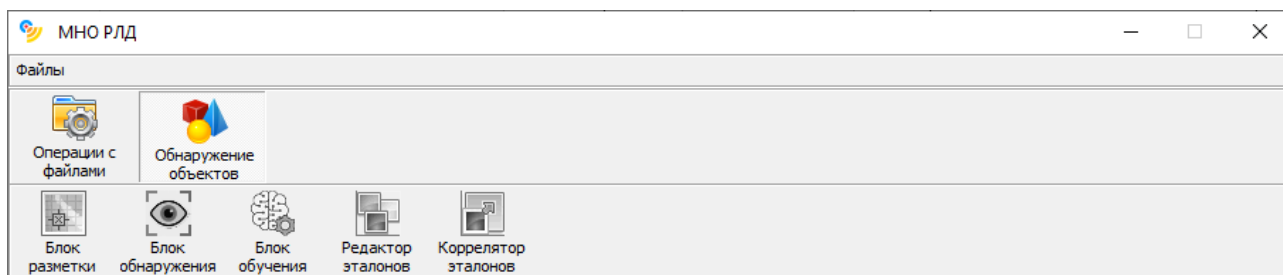 МНО РЛД
Файлы
Операции с
файлами
Обнаружение
объектов
Блок
разметки
Блок
обнаружения
Блок
обучения
Редактор
эталонов
Коррелятор
эталонов